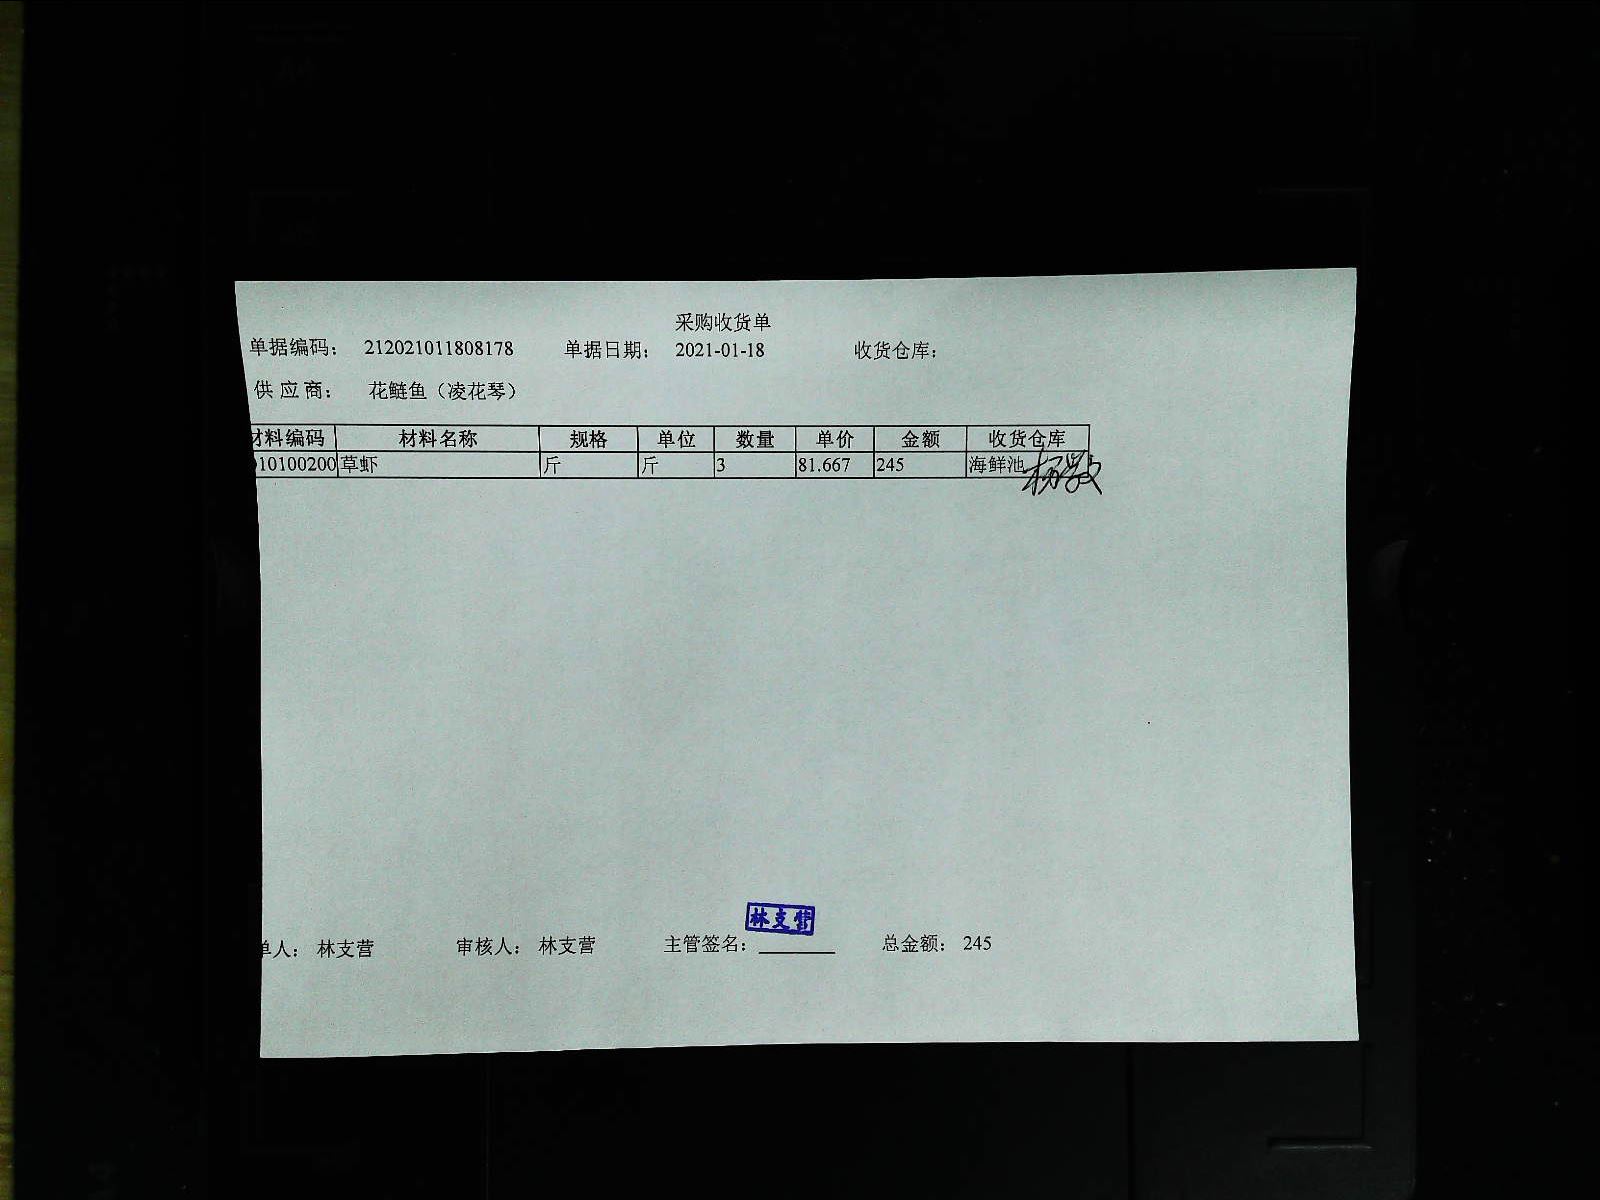 采购收货单
单据编码： 212021011808178 单据日期： 2021-01-18 收货仓库：
供应商： 花鲢鱼（凌花琴）
材料编码 材料名称 规格 单位 数量 单价 金额 收货仓库
10100200 草虾 斤 斤 3 81.667 245 海鲜池
杨敏
林支营
单人： 林支营 审核人： 林支营 主管签名： 总金额： 245